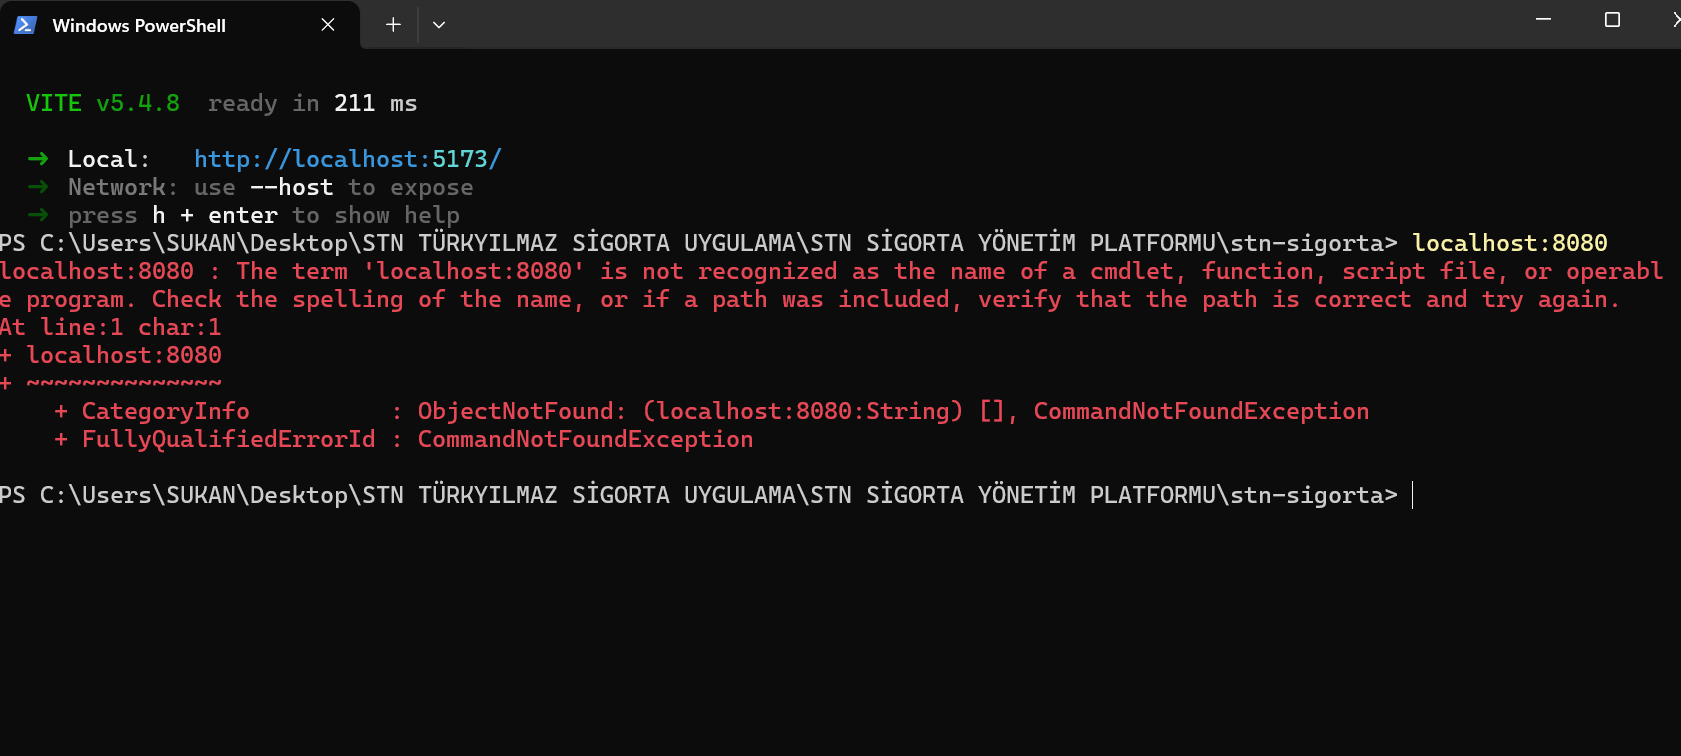 Windows PowerShell
VITE v5.4.8 ready in 211 ms
➜ Local: http://localhost:5173/
➜ Network: use --host to expose
➜ press h + enter to show help
PS C:\Users\SUKAN\Desktop\STN TÜRKYILMAZ SİGORTA UYGULAMA\STN SİGORTA YÖNETİM PLATFORMU\stn-sigorta> localhost:8080
localhost:8080 : The term 'localhost:8080' is not recognized as the name of a cmdlet, function, script file, or operabl
e program. Check the spelling of the name, or if a path was included, verify that the path is correct and try again.
At line:1 char:1
+ localhost:8080
+ ~~~~~~~~~~~~~~
+ CategoryInfo : ObjectNotFound: (localhost:8080:String) [], CommandNotFoundException
+ FullyQualifiedErrorId : CommandNotFoundException
PS C:\Users\SUKAN\Desktop\STN TÜRKYILMAZ SİGORTA UYGULAMA\STN SİGORTA YÖNETİM PLATFORMU\stn-sigorta>